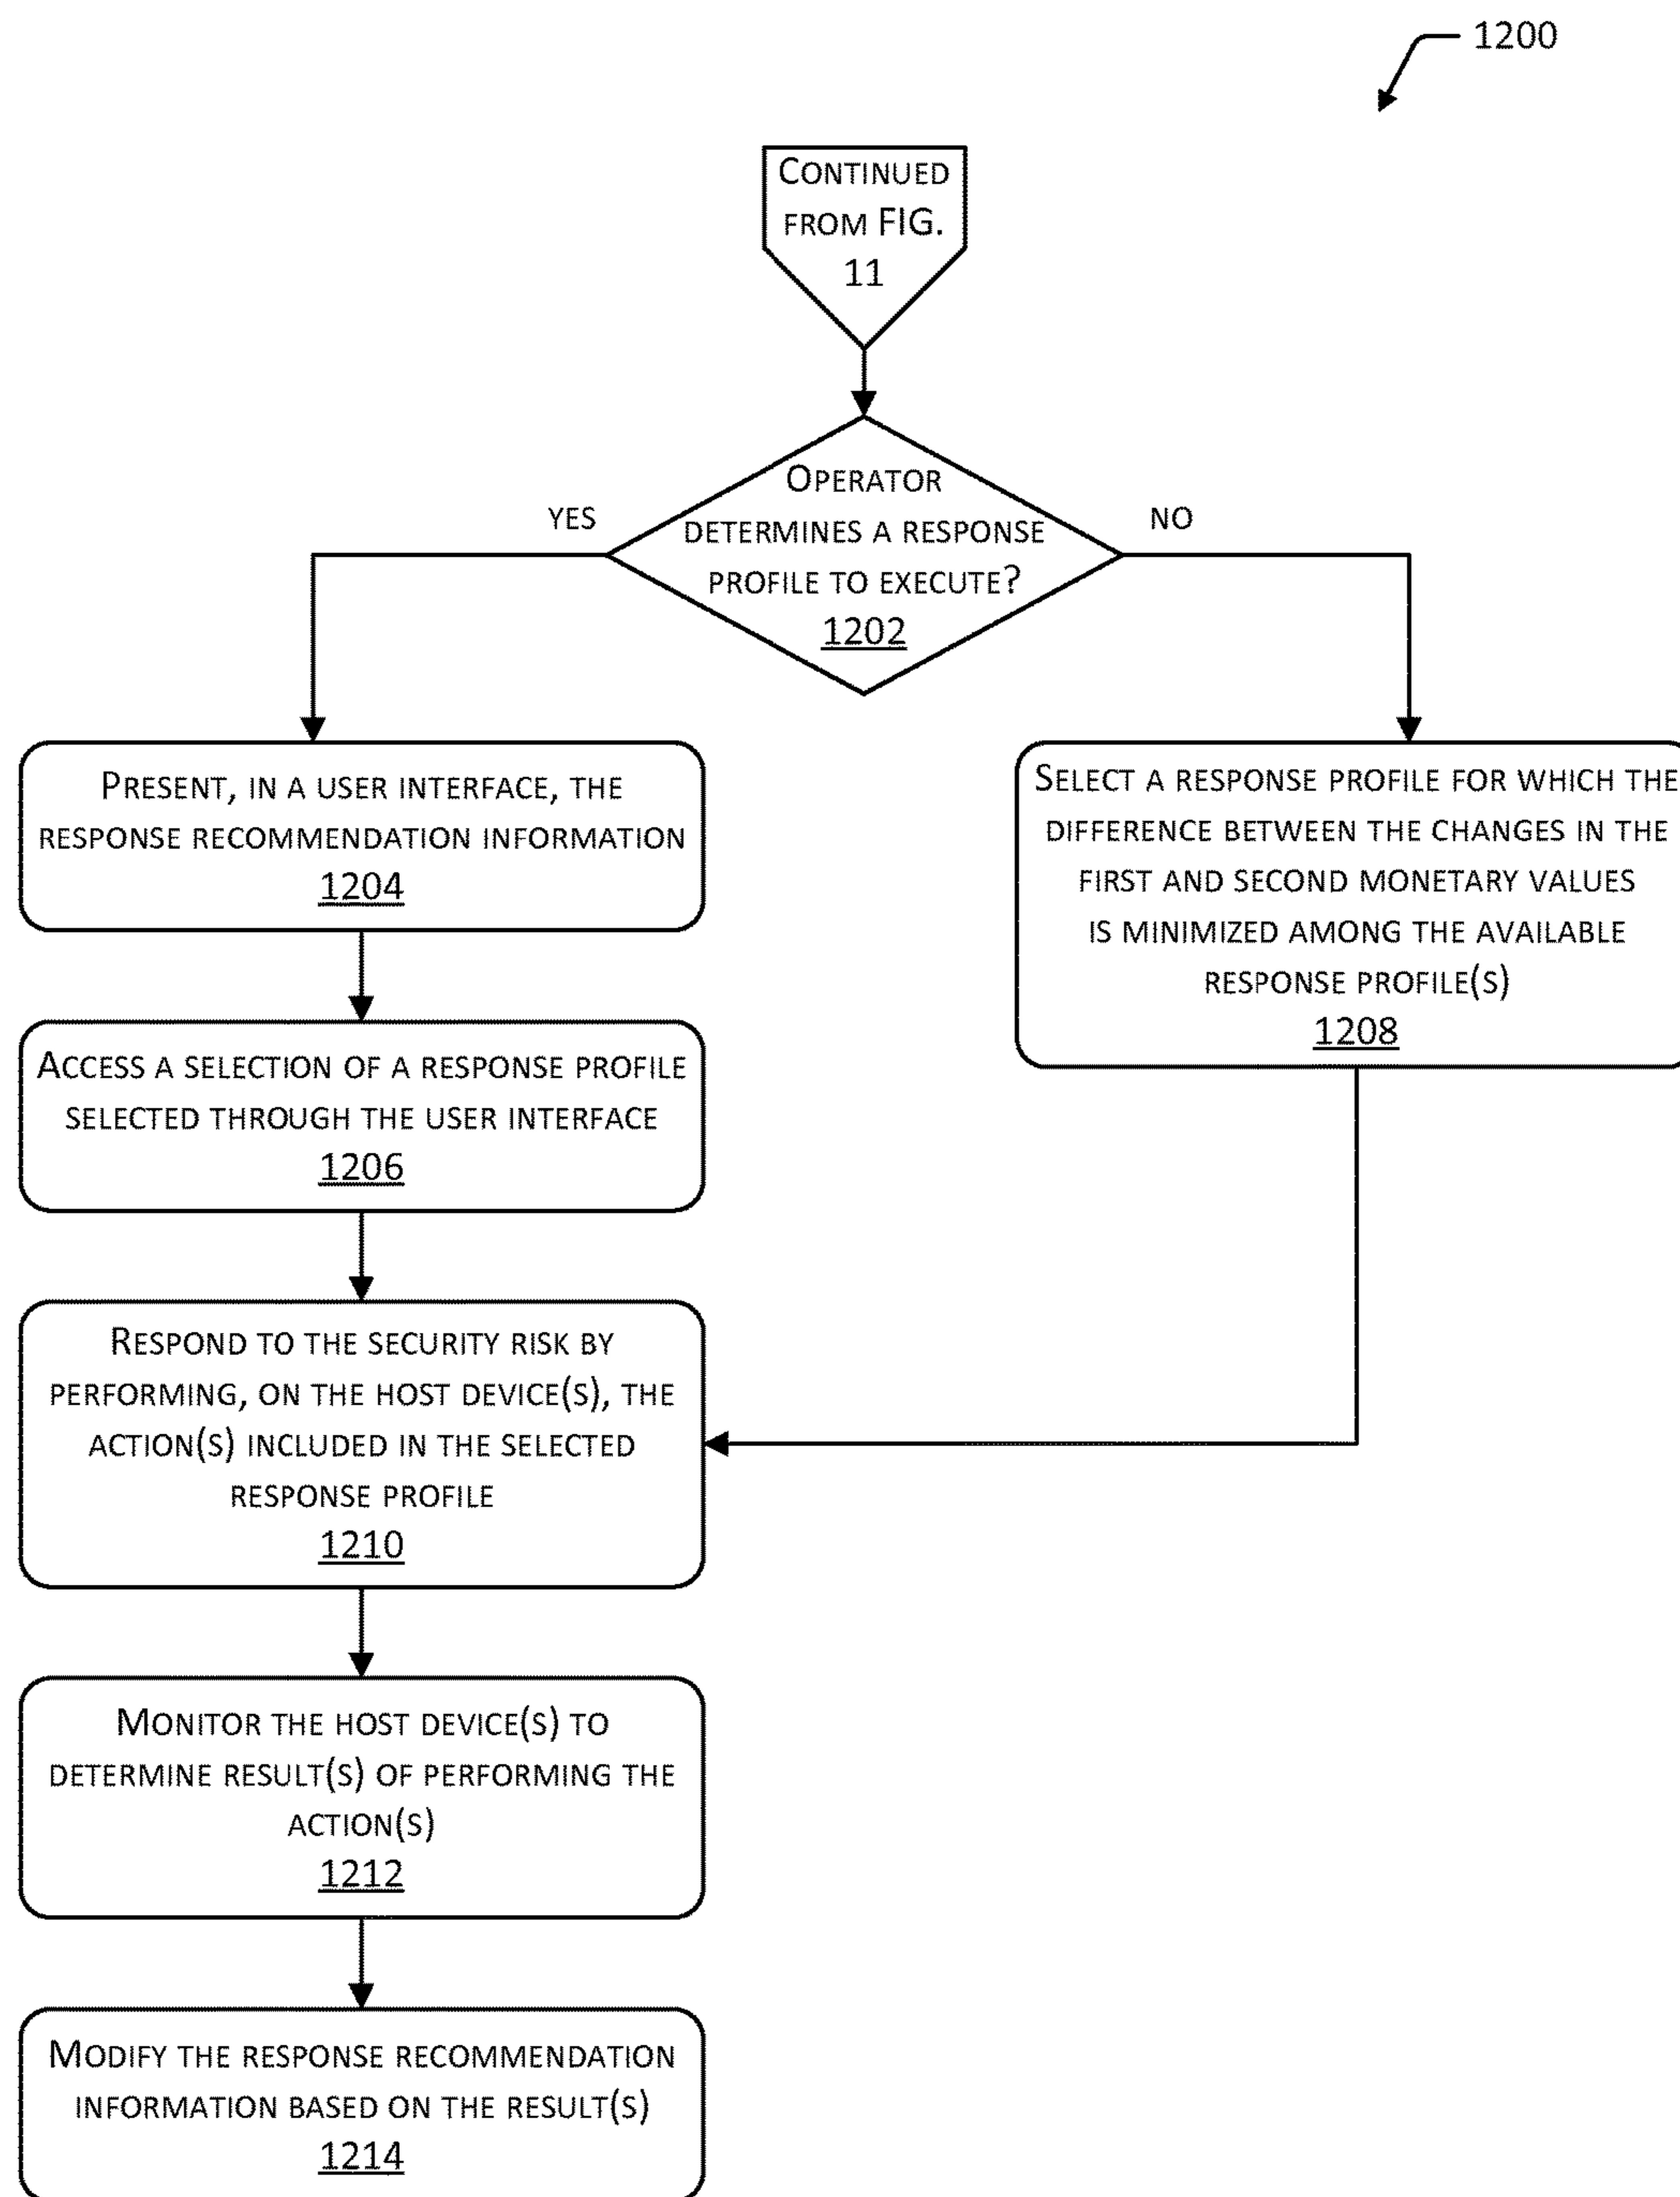 1200
CONTINUED
FROM FIG.
11
OPERATOR
DETERMINES A RESPONSE
PROFILE TO EXECUTE?
1202
YES
NO
PRESENT, IN A USER INTERFACE, THE
RESPONSE RECOMMENDATION INFORMATION
1204
SELECT A RESPONSE PROFILE FOR WHICH THE
DIFFERENCE BETWEEN THE CHANGES IN THE
FIRST AND SECOND MONETARY VALUES
IS MINIMIZED AMONG THE AVAILABLE
RESPONSE PROFILE(S)
1208
ACCESS A SELECTION OF A RESPONSE PROFILE
SELECTED THROUGH THE USER INTERFACE
1206
RESPOND TO THE SECURITY RISK BY
PERFORMING, ON THE HOST DEVICE(S), THE
ACTION(S) INCLUDED IN THE SELECTED
RESPONSE PROFILE
1210
MONITOR THE HOST DEVICE(S) TO
DETERMINE RESULT(S) OF PERFORMING THE
ACTION(S)
1212
MODIFY THE RESPONSE RECOMMENDATION
INFORMATION BASED ON THE RESULT(S)
1214